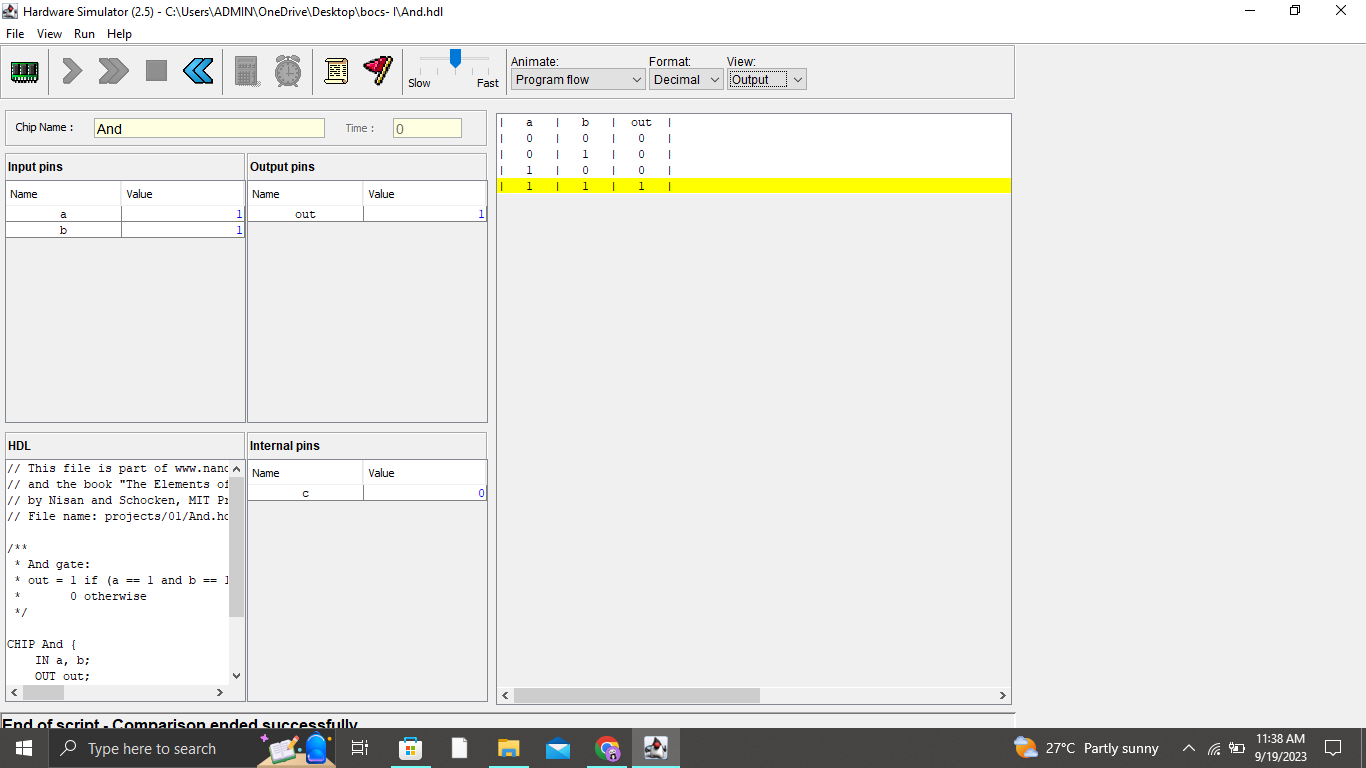 Hardware Simulator (2.5) - C:\Users\ADMIN\OneDrive\Desktop\bocs- I\And.hdl
File View Run Help
Slow Fast
Animate: Format: View:
Program flow Decimal Output
Chip Name : And Time : 0
Input pins Output pins
Name Value Name Value
a 1 out 1
b 1
| a | b | out |
| 0 | 0 | 0 |
| 0 | 1 | 0 |
| 1 | 0 | 0 |
| 1 | 1 | 1 |
HDL
// This file is part of www.nand
// and the book "The Elements of
// by Nisan and Schocken, MIT Pr
// File name: projects/01/And.hd
/**
* And gate:
* out = 1 if (a == 1 and b == 1
* 0 otherwise
*/
CHIP And {
IN a, b;
OUT out;
Internal pins
Name Value
c 0
End of script - Comparison ended successfully
Type here to search
27°C Partly sunny
11:38 AM
9/19/2023